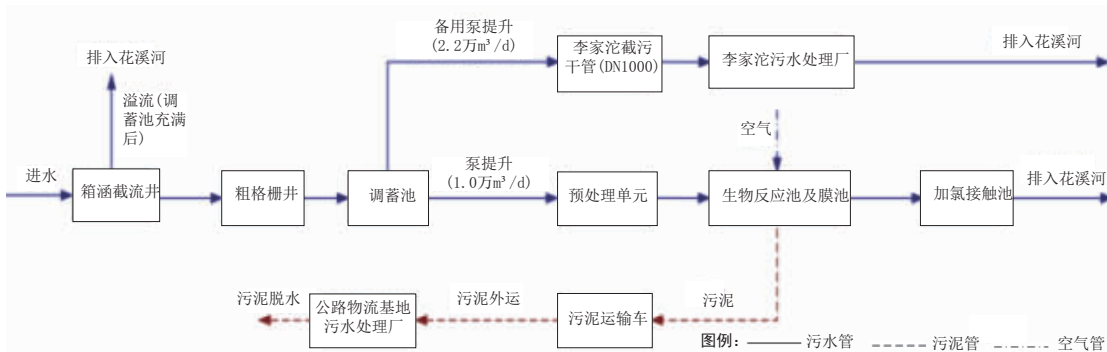 备用泵提升
(2.2万m³/d)
排入花溪河
李家沱截污
干管(DN1000)
李家沱污水处理厂
排入花溪河
溢流(调
蓄池充满
后)
空气
进水
箱涵截流井
粗格栅井
调蓄池
泵提升
(1.0万m³/d)
预处理单元
生物反应池及膜池
加氯接触池
排入花溪河
污泥脱水
公路物流基地
污水处理厂
污泥外运
污泥运输车
污泥
图例: 污水管 污泥管 空气管